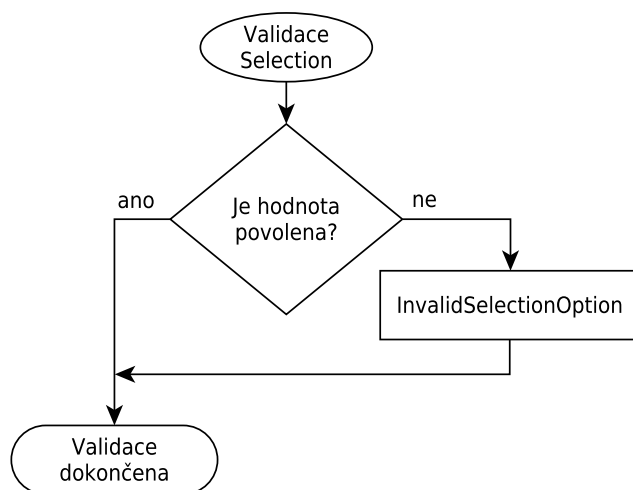 Validace
Selection
ano
ne
Je hodnota
povolena?
InvalidSelectionOption
Validace
dokončena